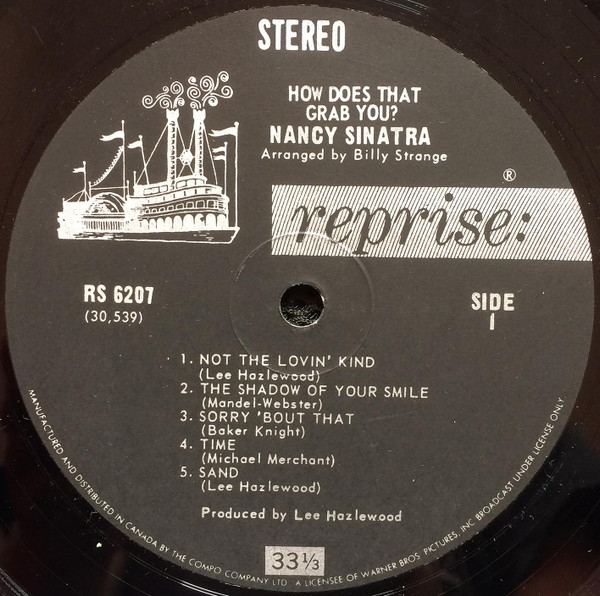 STEREO
HOW DOES THAT
GRAB YOU?
NANCY SINATRA
Arranged by Billy Strange
®
reprise:
RS 6207
(30,539)
SIDE
1
1. NOT THE LOVIN' KIND
(Lee Hazlewood)
2. THE SHADOW OF YOUR SMILE
(Mandel-Webster)
3. SORRY 'BOUT THAT
(Baker Knight)
4. TIME
(Michael Merchant)
5. SAND
(Lee Hazlewood)
Produced by Lee Hazlewood
33⅓
MANUFACTURED AND DISTRIBUTED IN CANADA BY THE COMPO COMPANY LTD. A LICENSEE OF WARNER BROS. PICTURES, INC BROADCAST UNDER LICENSE ONLY